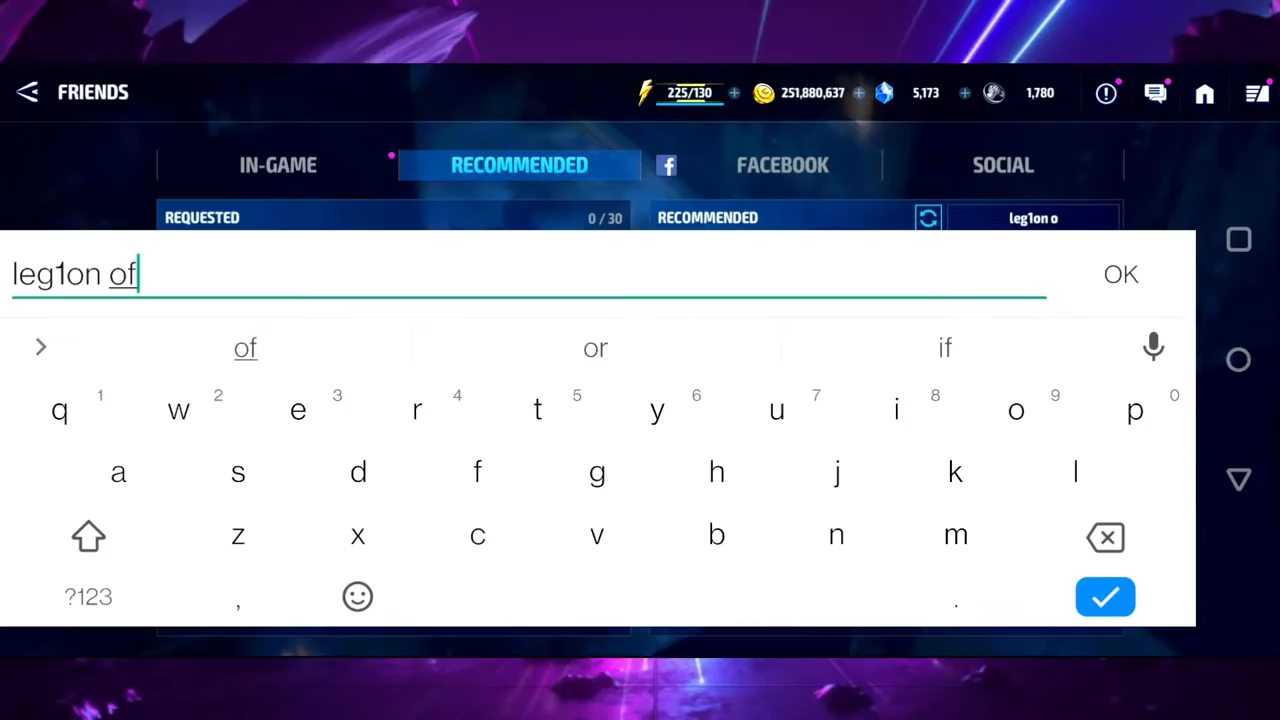 FRIENDS 225/130 251,880,637 5,173 1,780
IN-GAME RECOMMENDED FACEBOOK SOCIAL
REQUESTED 0 / 30 RECOMMENDED leg1on o
leg1on of OK
of or if
q 1 w 2 e 3 r 4 t 5 y 6 u 7 i 8 o 9 p 0
a s d f g h j k l
z x c v b n m
?123 , .